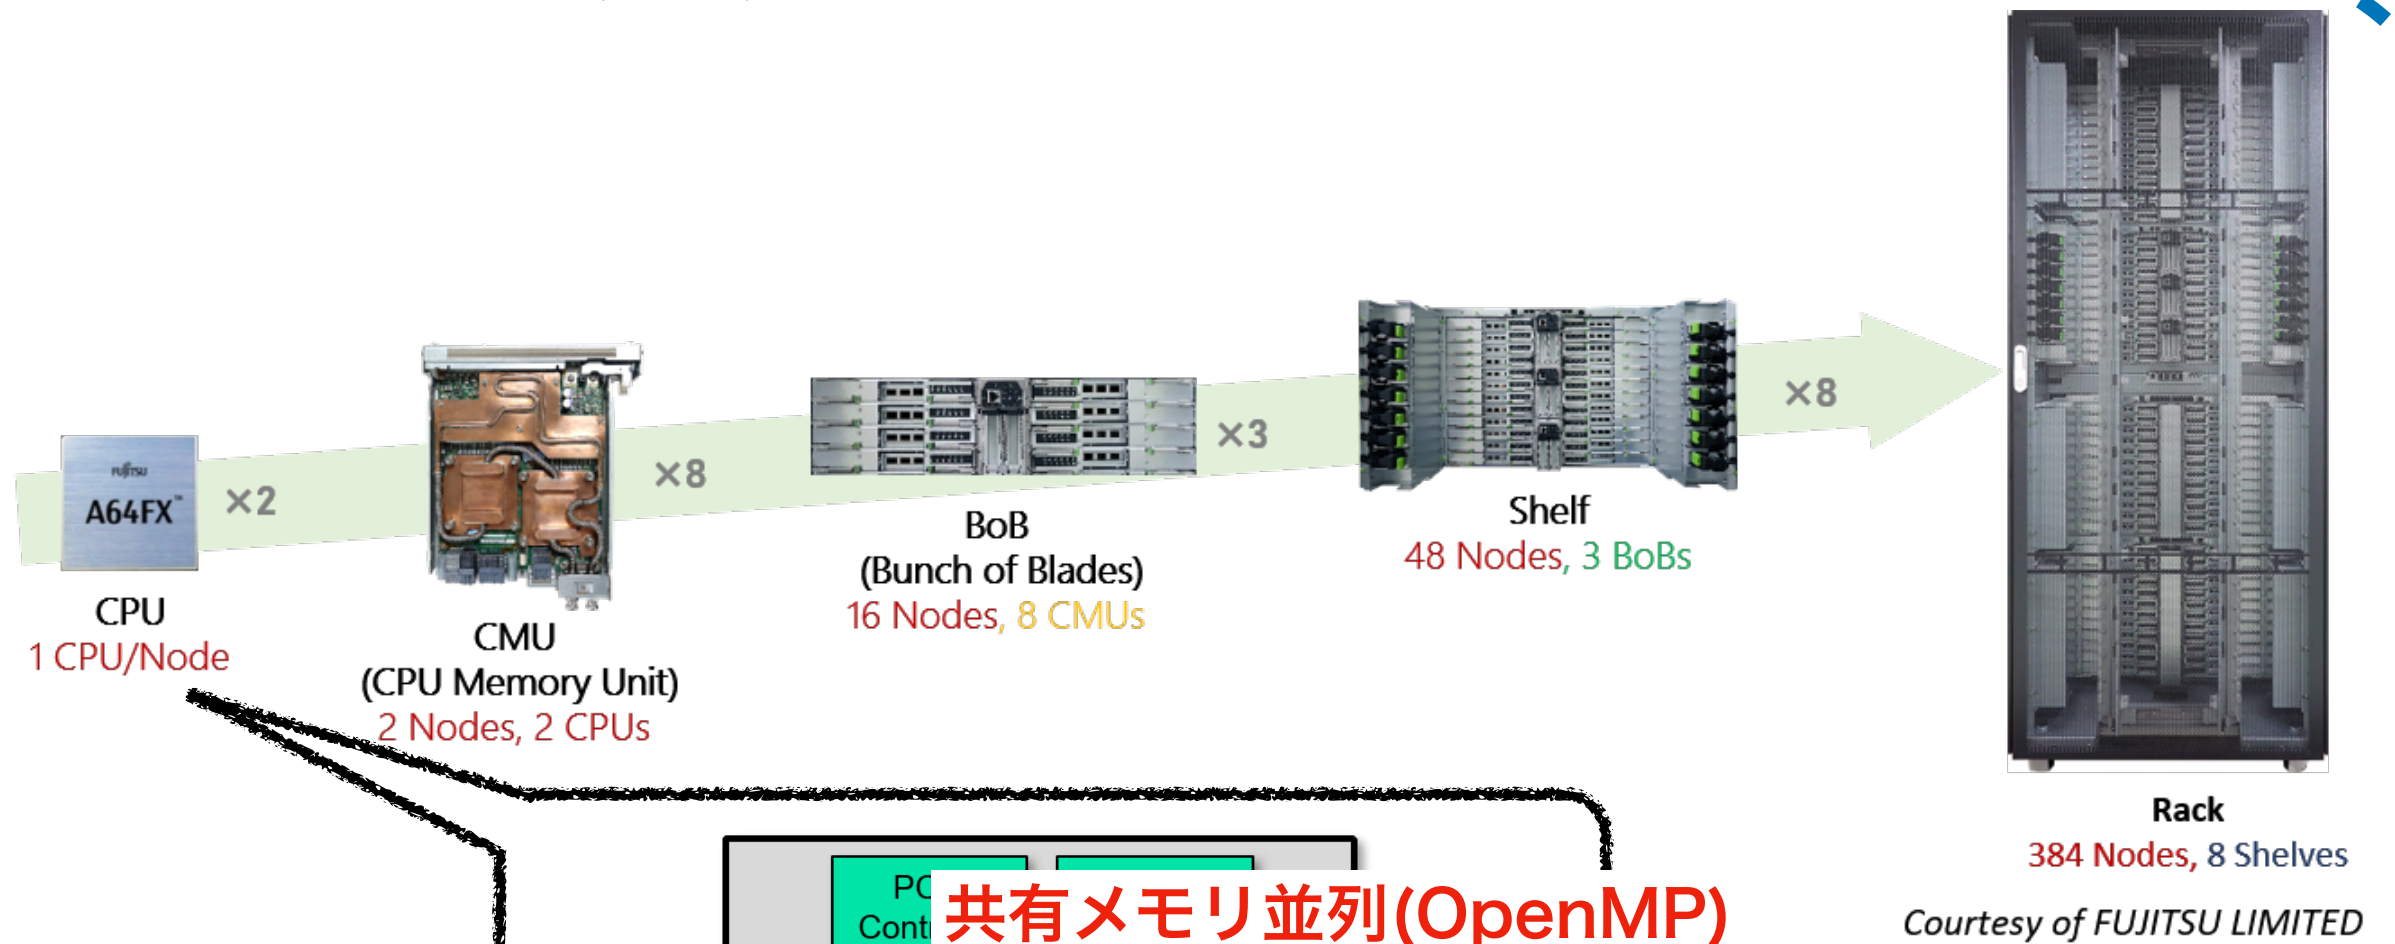 FUJITSU
A64FX™
×2
×8
×3
×8
CPU
1 CPU/Node
CMU
(CPU Memory Unit)
2 Nodes, 2 CPUs
BoB
(Bunch of Blades)
16 Nodes, 8 CMUs
Shelf
48 Nodes, 3 BoBs
Rack
384 Nodes, 8 Shelves
Courtesy of FUJITSU LIMITED
共有メモリ並列(OpenMP)